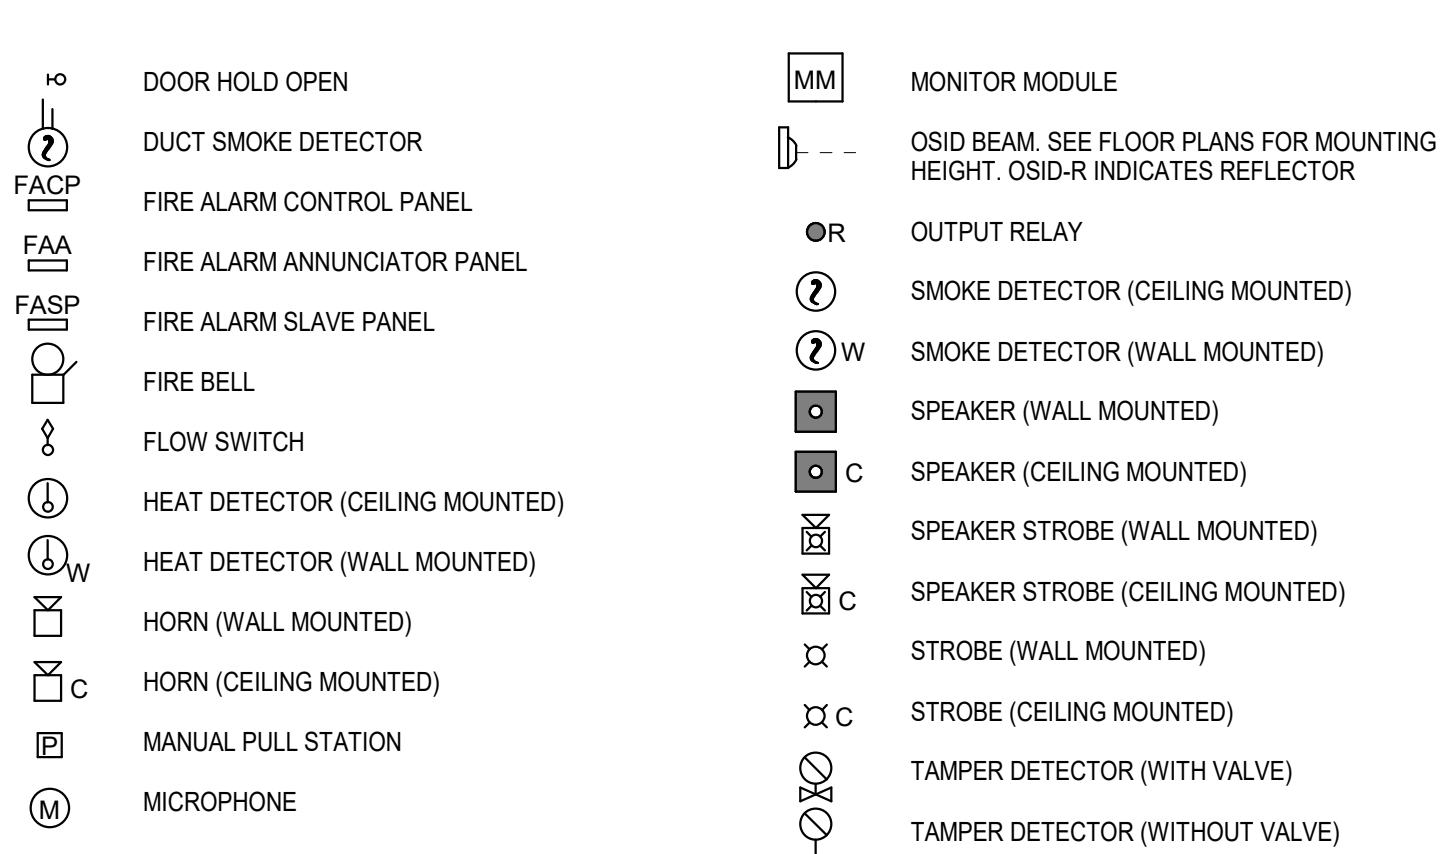 DOOR HOLD OPEN
DUCT SMOKE DETECTOR
FACP
FIRE ALARM CONTROL PANEL
FAA
FIRE ALARM ANNUNCIATOR PANEL
FASP
FIRE ALARM SLAVE PANEL
FIRE BELL
FLOW SWITCH
HEAT DETECTOR (CEILING MOUNTED)
W
HEAT DETECTOR (WALL MOUNTED)
HORN (WALL MOUNTED)
C
HORN (CEILING MOUNTED)
P
MANUAL PULL STATION
M
MICROPHONE
MM
MONITOR MODULE
OSID BEAM. SEE FLOOR PLANS FOR MOUNTING
HEIGHT. OSID-R INDICATES REFLECTOR
R
OUTPUT RELAY
SMOKE DETECTOR (CEILING MOUNTED)
W
SMOKE DETECTOR (WALL MOUNTED)
SPEAKER (WALL MOUNTED)
C
SPEAKER (CEILING MOUNTED)
SPEAKER STROBE (WALL MOUNTED)
C
SPEAKER STROBE (CEILING MOUNTED)
STROBE (WALL MOUNTED)
C
STROBE (CEILING MOUNTED)
TAMPER DETECTOR (WITH VALVE)
TAMPER DETECTOR (WITHOUT VALVE)